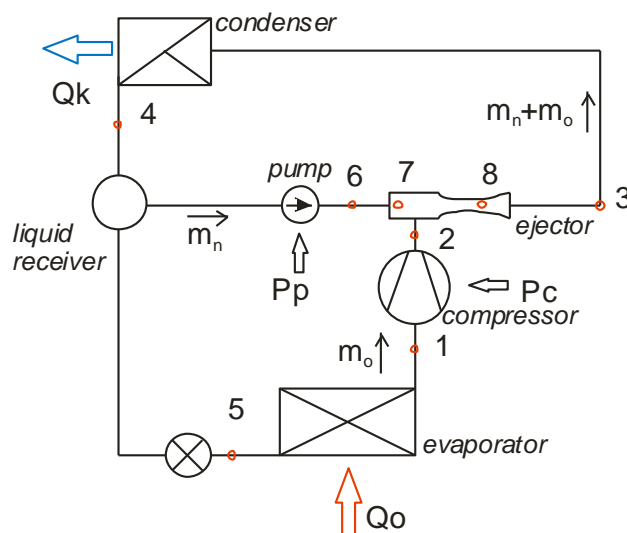 condenser
Qk
4
mn+mo
pump
6
7
8
3
ejector
liquid
receiver
mn
2
Pp
Pc
compressor
mo
1
5
evaporator
Qo